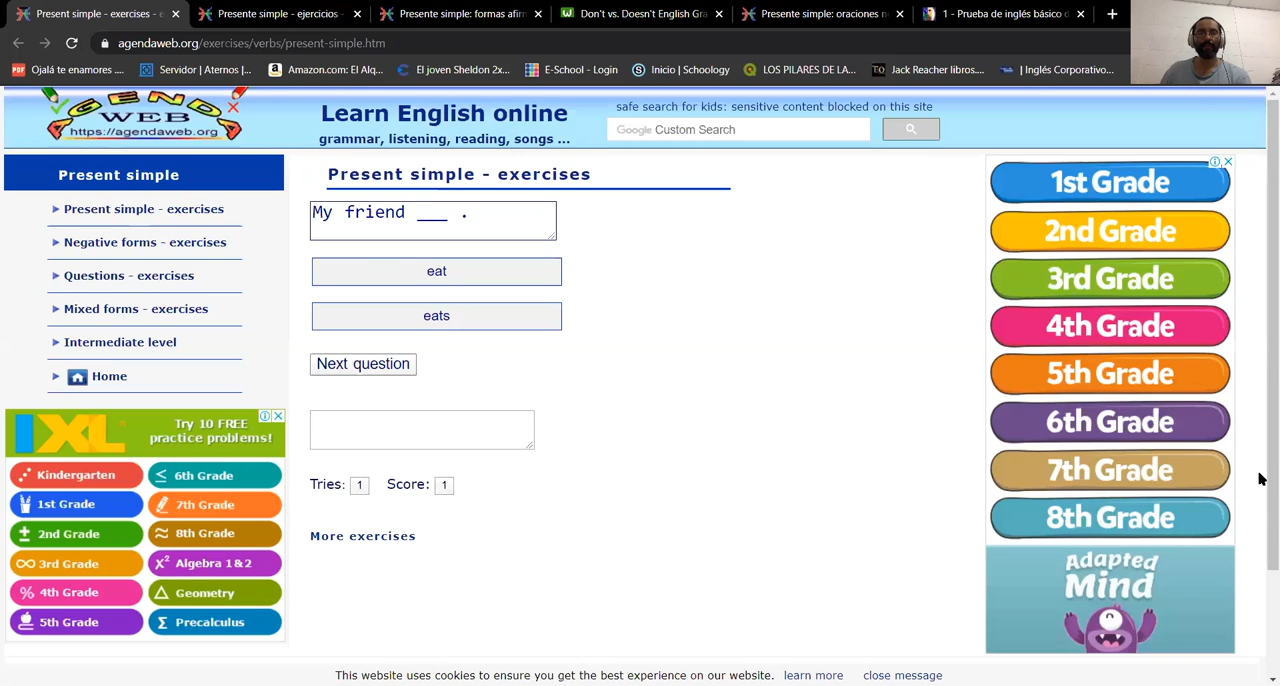 Present simple - exercises - e
Presente simple - ejercicios -
Presente simple: formas afirr
Don't vs. Doesn't English Gra
Presente simple: oraciones n
1 - Prueba de inglés básico d
agendaweb.org/exercises/verbs/present-simple.htm
Ojalá te enamores ....
Servidor | Aternos |...
Amazon.com: El Alq...
El joven Sheldon 2x...
E-School - Login
Inicio | Schoology
LOS PILARES DE LA...
Jack Reacher libros....
| Inglés Corporativo...
AGENDA
WEB
https://agendaweb.org
Learn English online
grammar, listening, reading, songs ...
safe search for kids: sensitive content blocked on this site
Google Custom Search
Present simple
Present simple - exercises
Negative forms - exercises
Questions - exercises
Mixed forms - exercises
Intermediate level
Home
IXL
Try 10 FREE
practice problems!
Kindergarten
6th Grade
1st Grade
7th Grade
2nd Grade
8th Grade
3rd Grade
Algebra 1&2
4th Grade
Geometry
5th Grade
Precalculus
Present simple - exercises
My friend ___ .
eat
eats
Next question
Tries: 1 Score: 1
More exercises
1st Grade
2nd Grade
3rd Grade
4th Grade
5th Grade
6th Grade
7th Grade
8th Grade
Adapted
Mind
This website uses cookies to ensure you get the best experience on our website. learn more close message